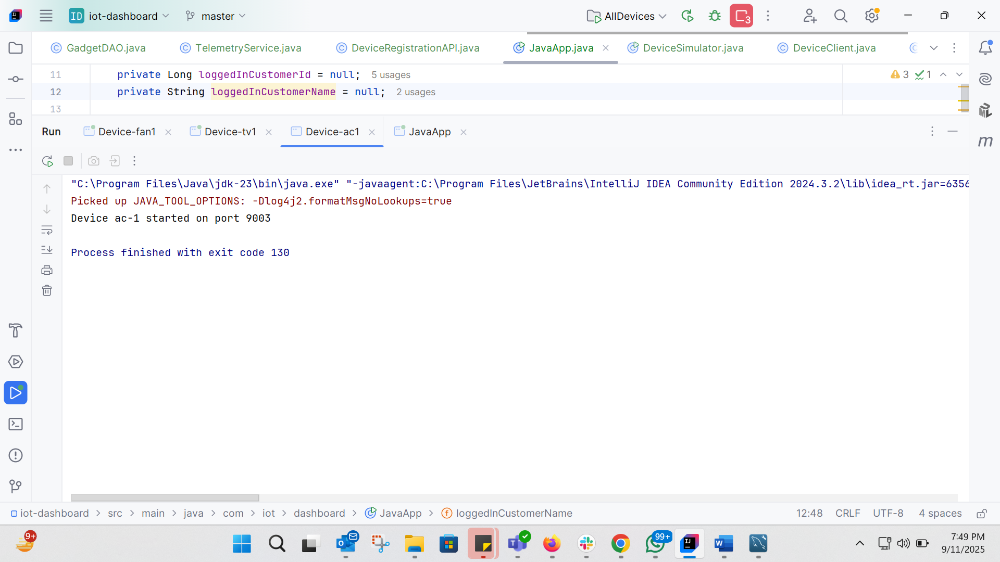 ID iot-dashboard master AllDevices 3
GadgetDAO.java TelemetryService.java DeviceRegistrationAPI.java JavaApp.java DeviceSimulator.java DeviceClient.java
11 private Long loggedInCustomerId = null; 5 usages 3 1
12 private String loggedInCustomerName = null; 2 usages
13
Run Device-fan1 Device-tv1 Device-ac1 JavaApp
"C:\Program Files\Java\jdk-23\bin\java.exe" "-javaagent:C:\Program Files\JetBrains\IntelliJ IDEA Community Edition 2024.3.2\lib\idea_rt.jar=6356
Picked up JAVA_TOOL_OPTIONS: -Dlog4j2.formatMsgNoLookups=true
Device ac-1 started on port 9003
Process finished with exit code 130
iot-dashboard > src > main > java > com > iot > dashboard > JavaApp > loggedInCustomerName 12:48 CRLF UTF-8 4 spaces
9+ 99+ 7:49 PM
9/11/2025